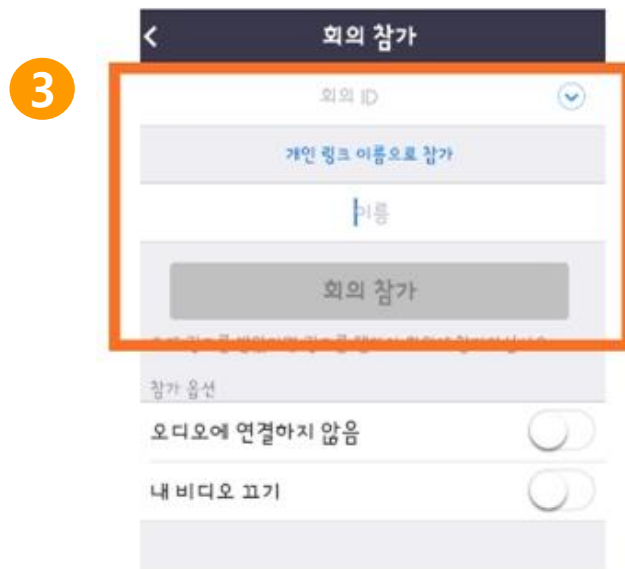 회의 참가
3
회의 ID
개인 링크 이름으로 참가
이름
회의 참가
참가 옵션
오디오에 연결하지 않음
내 비디오 끄기